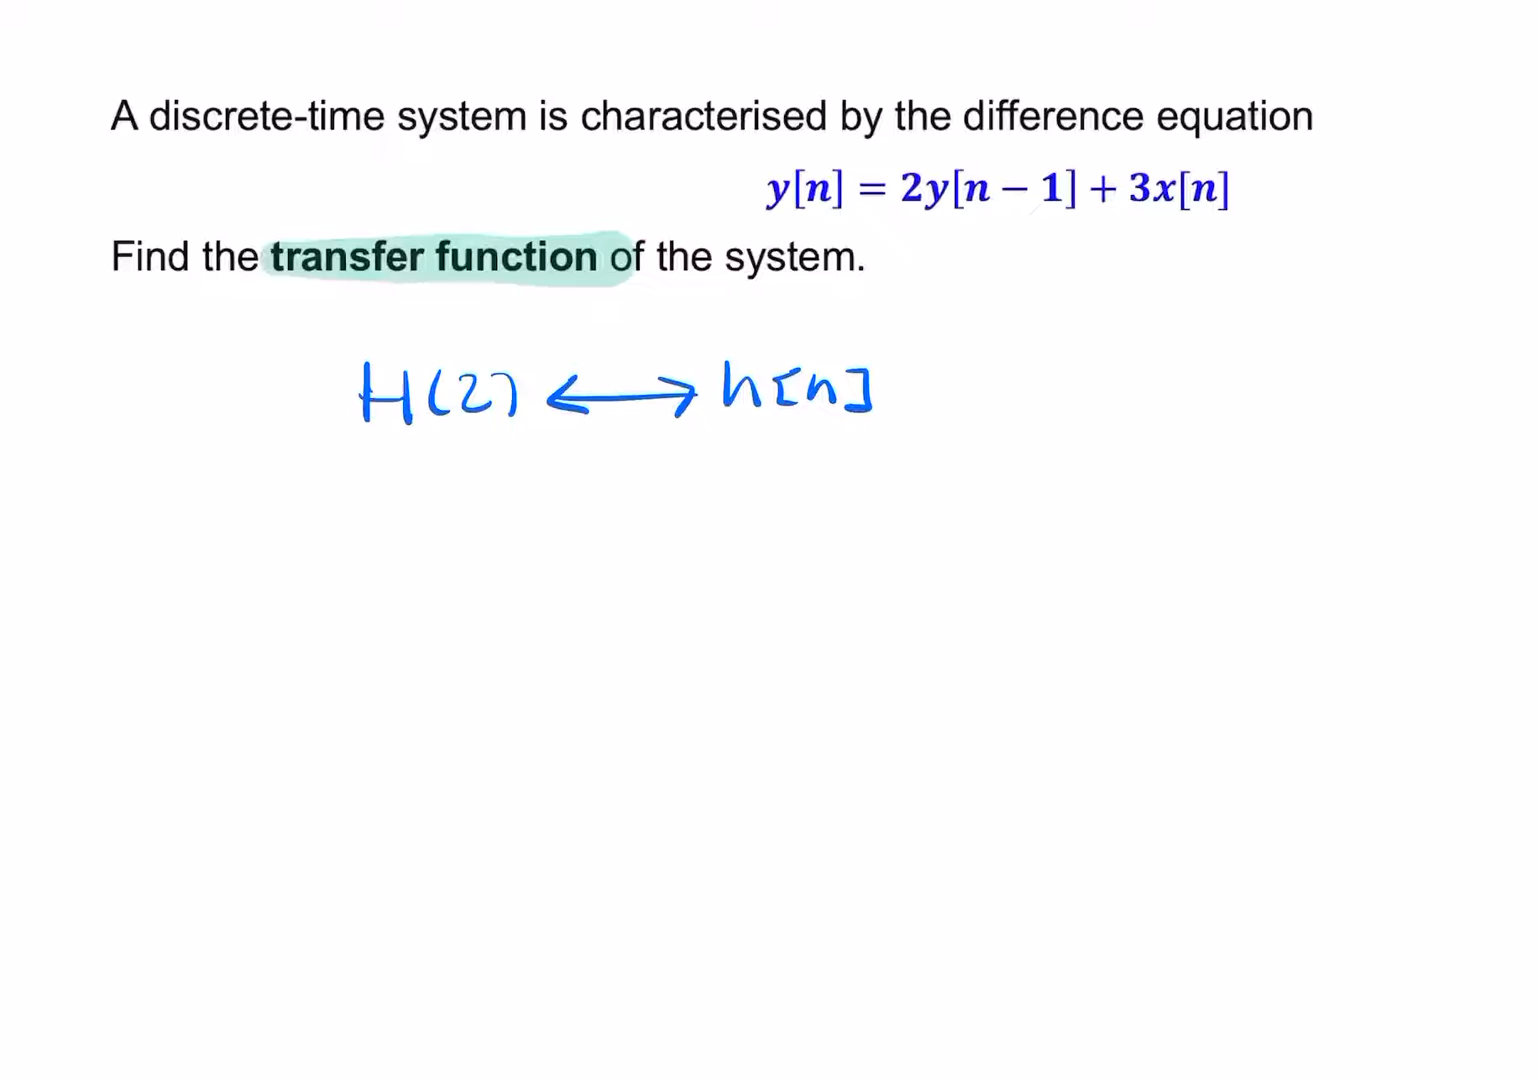 A discrete-time system is characterised by the difference equation
y[n] = 2y[n − 1] + 3x[n]
Find the transfer function of the system.
H(z) ⟷ h[n]